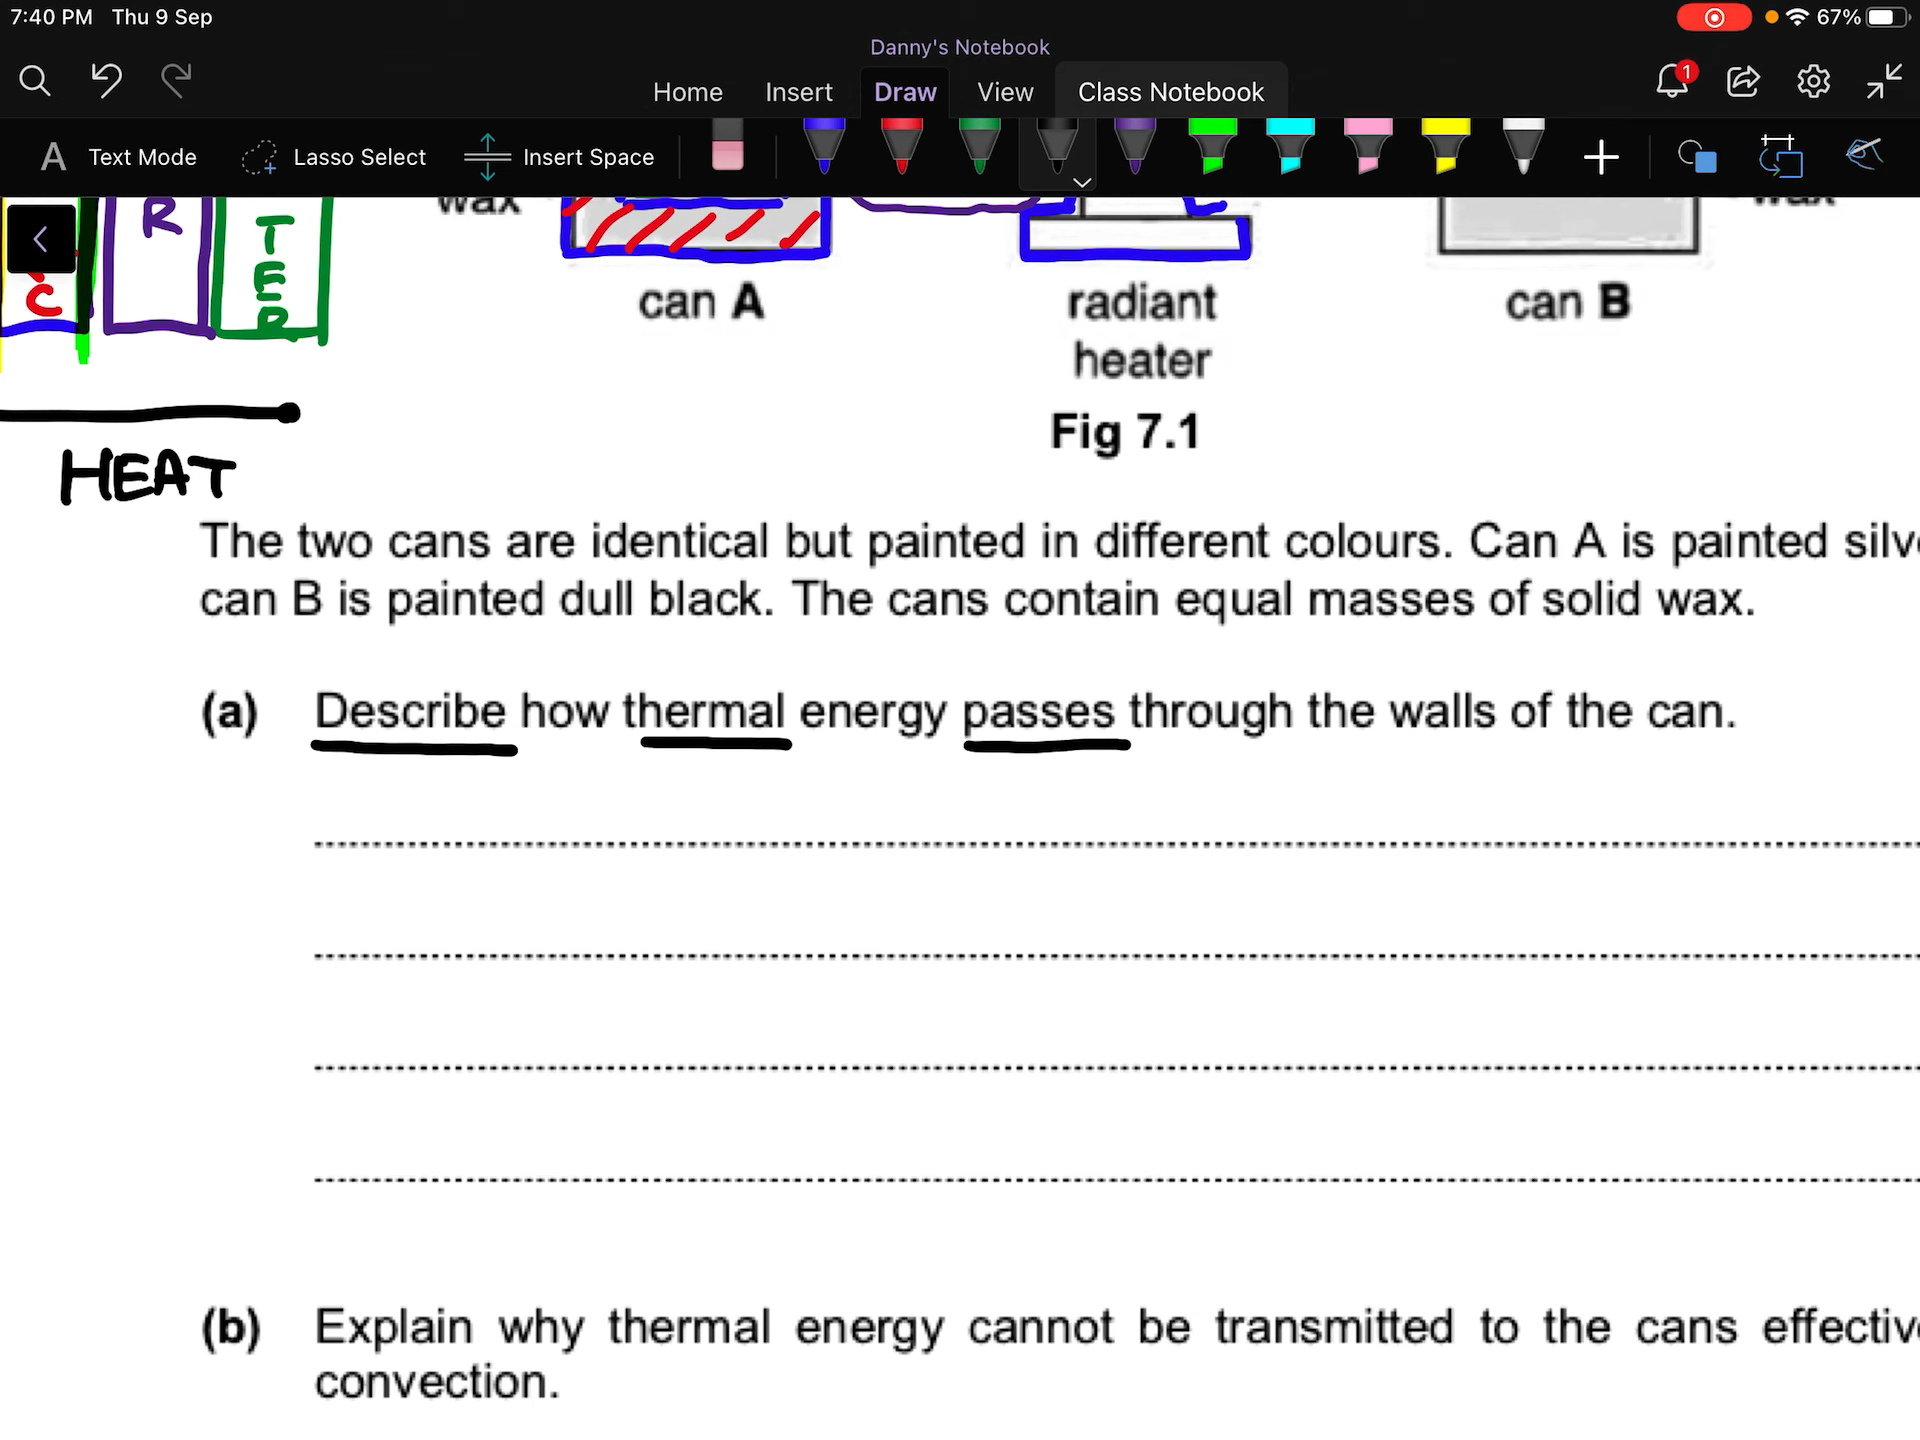 7:40 PM Thu 9 Sep
67%
Danny's Notebook
Home Insert Draw View Class Notebook
1
A Text Mode Lasso Select Insert Space
wax
wax
R
TER
C
can A
radiant
heater
can B
Fig 7.1
HEAT
The two cans are identical but painted in different colours. Can A is painted silv
can B is painted dull black. The cans contain equal masses of solid wax.
(a) Describe how thermal energy passes through the walls of the can.
(b) Explain why thermal energy cannot be transmitted to the cans effectiv
convection.